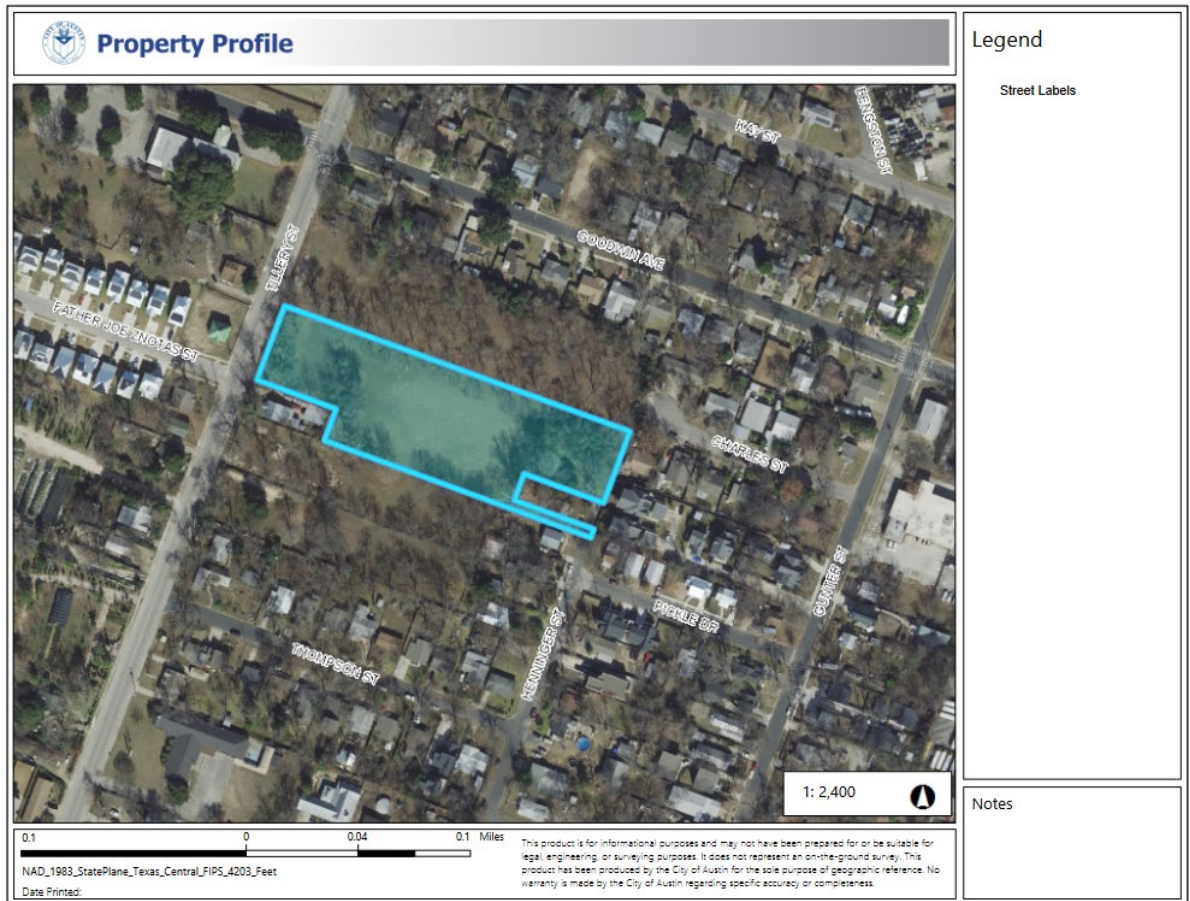 Property Profile
Legend
Street Labels
KAY ST
BENGSTON ST
GOODWIN AVE
TILLERY ST
FATHER JOE ZNOTAS ST
CHARLES ST
GUNTER ST
PICKLE DR
HENNINGER ST
THOMPSON ST
1: 2,400
Notes
0.1 0 0.04 0.1 Miles
NAD_1983_StatePlane_Texas_Central_FIPS_4203_Feet
Date Printed:
This product is for informational purposes and may not have been prepared for or be suitable for
legal, engineering, or surveying purposes. It does not represent an on-the-ground survey. This
product has been produced by the City of Austin for the sole purpose of geographic reference. No
warranty is made by the City of Austin regarding specific accuracy or completeness.